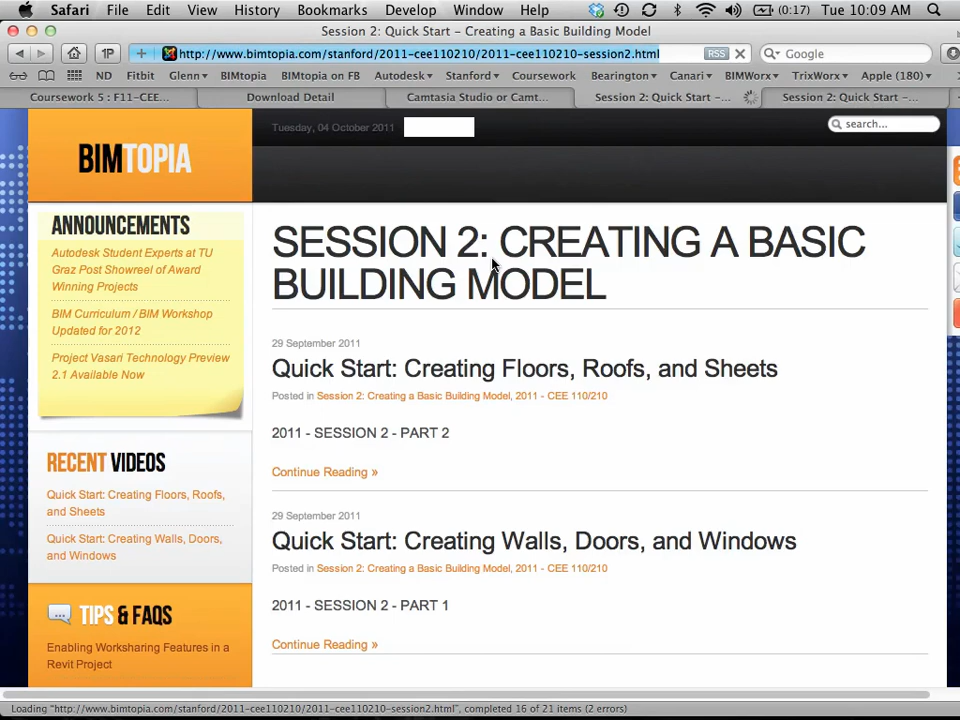 Safari File Edit View History Bookmarks Develop Window Help (0:17) Tue 10:09 AM
Session 2: Quick Start – Creating a Basic Building Model
1P http://www.bimtopia.com/stanford/2011-cee110210/2011-cee110210-session2.html RSS Google
ND Fitbit Glenn BIMtopia BIMtopia on FB Autodesk Stanford Coursework Bearington Canari BIMWorx TrixWorx Apple (180)
Coursework 5 : F11-CEE... Download Detail Camtasia Studio or Camt... Session 2: Quick Start –... Session 2: Quick Start –...
Tuesday, 04 October 2011 search...
BIMTOPIA
ANNOUNCEMENTS
Autodesk Student Experts at TU
Graz Post Showreel of Award
Winning Projects
BIM Curriculum / BIM Workshop
Updated for 2012
Project Vasari Technology Preview
2.1 Available Now
RECENT VIDEOS
Quick Start: Creating Floors, Roofs,
and Sheets
Quick Start: Creating Walls, Doors,
and Windows
TIPS & FAQS
Enabling Worksharing Features in a
Revit Project
SESSION 2: CREATING A BASIC
BUILDING MODEL
29 September 2011
Quick Start: Creating Floors, Roofs, and Sheets
Posted in Session 2: Creating a Basic Building Model, 2011 - CEE 110/210
2011 - SESSION 2 - PART 2
Continue Reading »
29 September 2011
Quick Start: Creating Walls, Doors, and Windows
Posted in Session 2: Creating a Basic Building Model, 2011 - CEE 110/210
2011 - SESSION 2 - PART 1
Continue Reading »
Loading "http://www.bimtopia.com/stanford/2011-cee110210/2011-cee110210-session2.html", completed 16 of 21 items (2 errors)